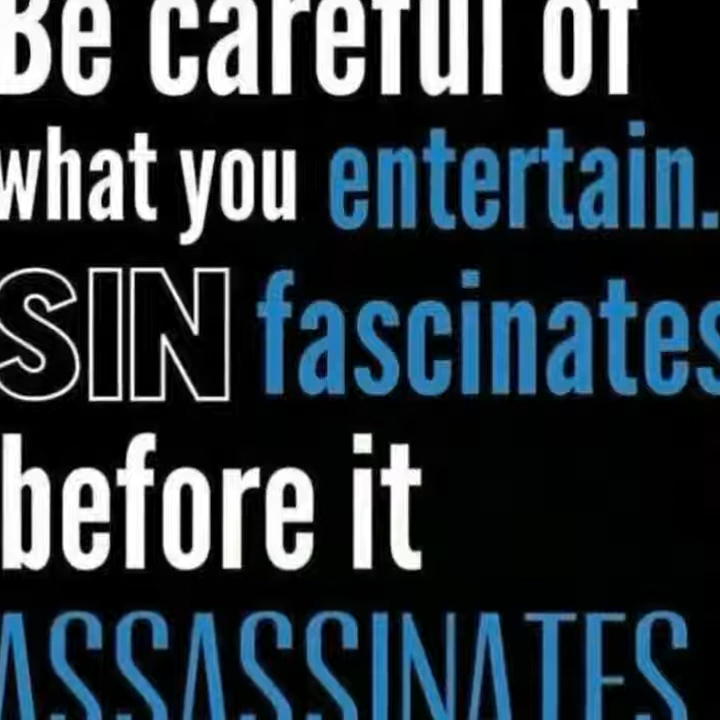 Be careful of
what you entertain.
SIN fascinates
before it
ASSASSINATES